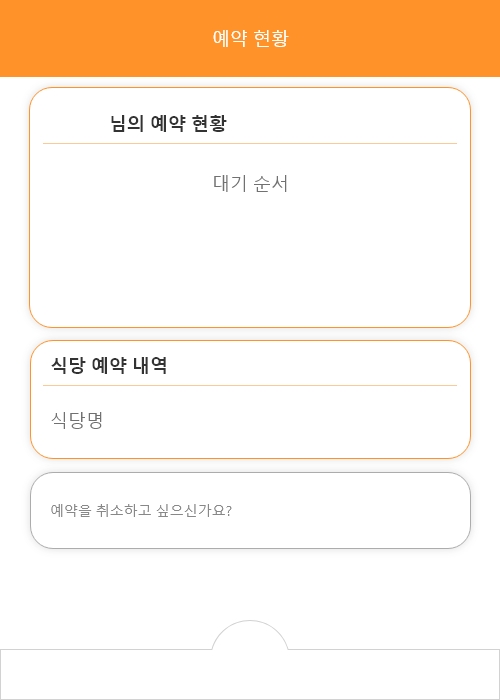 예약 현황
님의 예약 현황
대기 순서
식당 예약 내역
식당명
예약을 취소하고 싶으신가요?